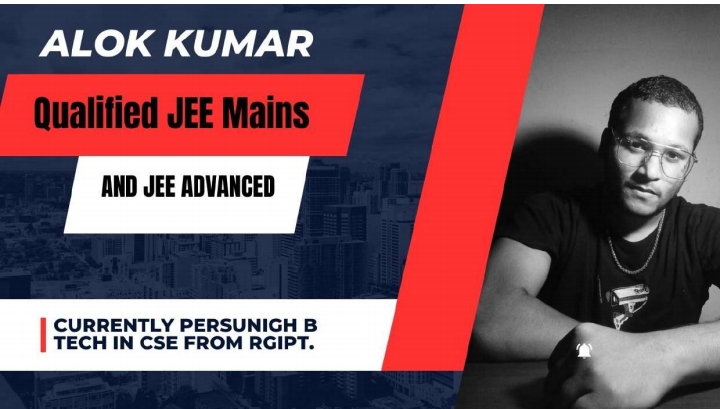 ALOK KUMAR
Qualified JEE Mains
AND JEE ADVANCED
CURRENTLY PERSUNIGH B
TECH IN CSE FROM RGIPT.